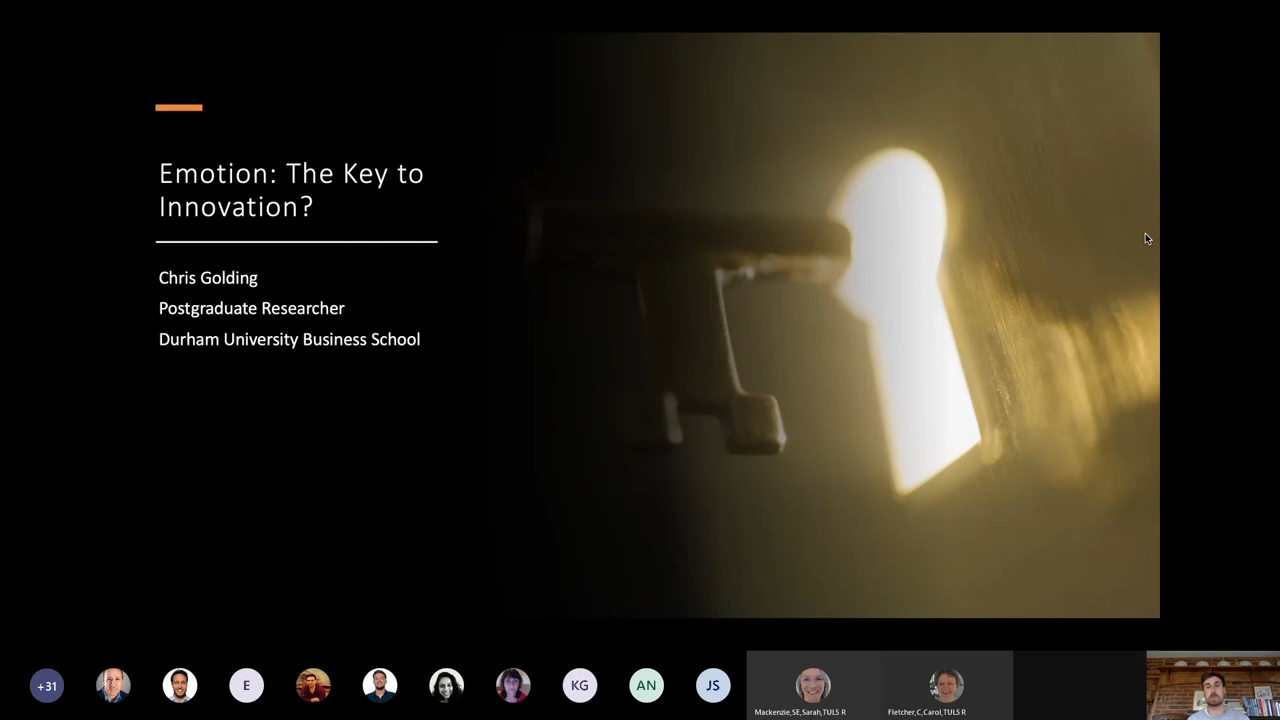 Emotion: The Key to
Innovation?
Chris Golding
Postgraduate Researcher
Durham University Business School
+31
E
KG
AN
JS
Mackenzie,SE,Sarah,TUL5 R
Fletcher,C,Carol,TUL5 R